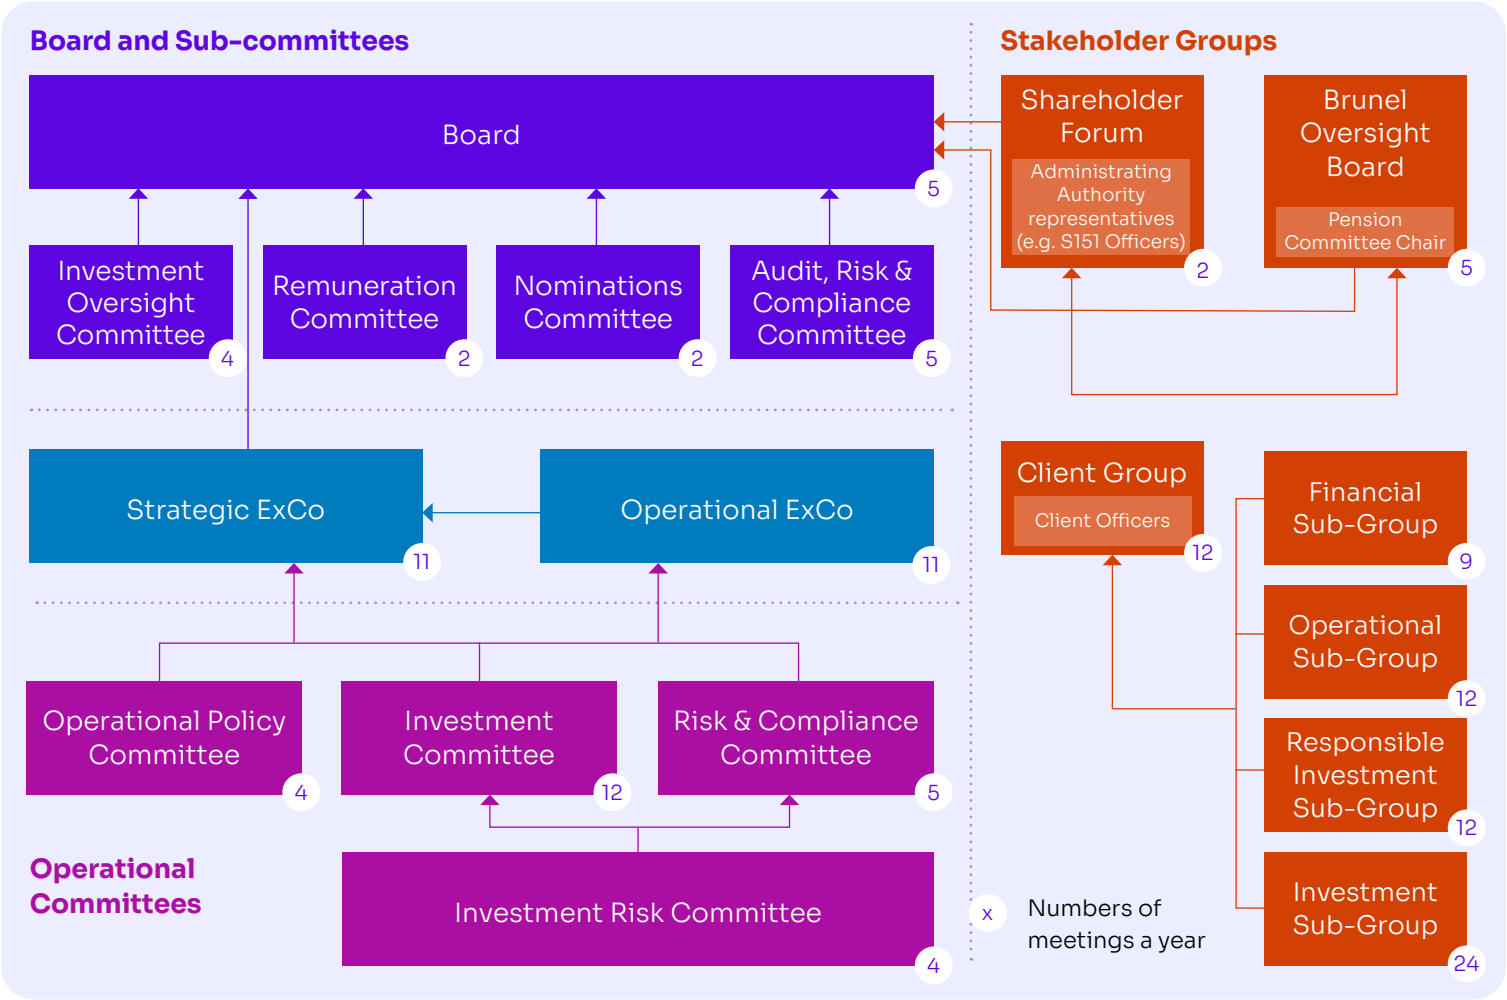 Board and Sub-committees
Board
5
Investment
Oversight
Committee
4
Remuneration
Committee
2
Nominations
Committee
2
Audit, Risk &
Compliance
Committee
5
Strategic ExCo
11
Operational ExCo
11
Operational Policy
Committee
4
Investment
Committee
12
Risk & Compliance
Committee
5
Operational
Committees
Investment Risk Committee
4
Stakeholder Groups
Shareholder
Forum
Administrating
Authority
representatives
(e.g. S151 Officers)
2
Brunel
Oversight
Board
Pension
Committee Chair
5
Client Group
Client Officers
12
Financial
Sub-Group
9
Operational
Sub-Group
12
Responsible
Investment
Sub-Group
12
Investment
Sub-Group
24
x
Numbers of
meetings a year